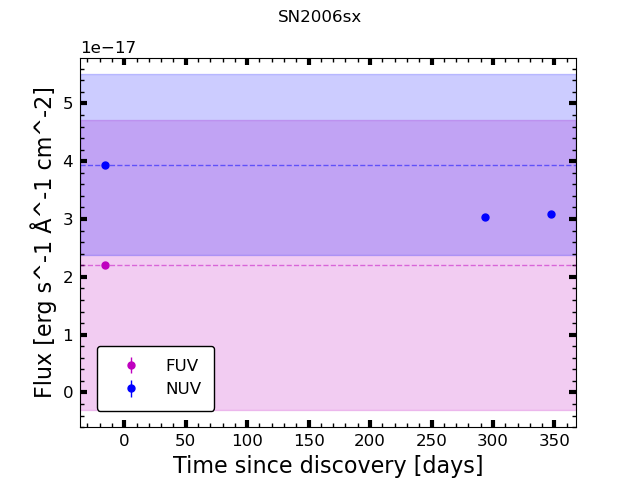 SN2006sx
1e−17
Flux [erg s^-1 Å^-1 cm^-2]
5
4
3
2
1
0
FUV
NUV
0 50 100 150 200 250 300 350
Time since discovery [days]